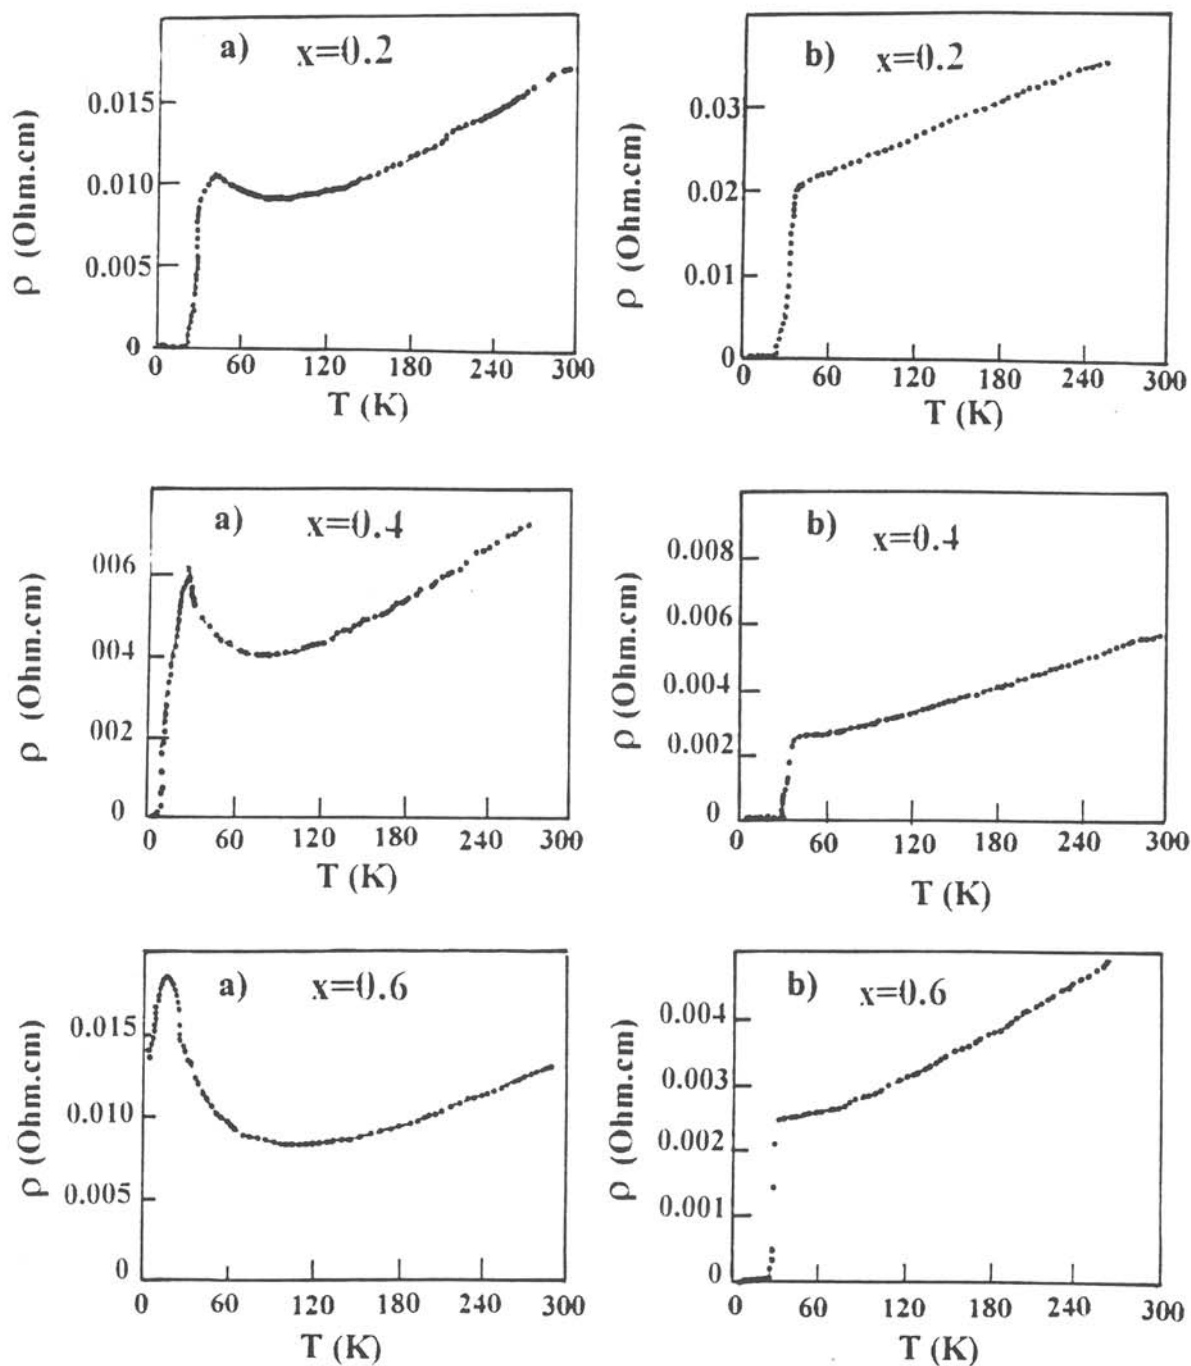 a) x=0.2
0.015
0.010
0.005
0
ρ (Ohm.cm)
60 120 180 240 300
T (K)
b) x=0.2
0.03
0.02
0.01
0
ρ (Ohm.cm)
0 60 120 180 240 300
T (K)
a) x=0.4
006
004
002
0
ρ (Ohm.cm)
0 60 120 180 240 300
T (K)
b) x=0.4
0.008
0.006
0.004
0.002
0
ρ (Ohm.cm)
0 60 120 180 240 300
T (K)
a) x=0.6
0.015
0.010
0.005
0
ρ (Ohm.cm)
0 60 120 180 240 300
T (K)
b) x=0.6
0.004
0.003
0.002
0.001
0
ρ (Ohm.cm)
0 60 120 180 240 300
T (K)